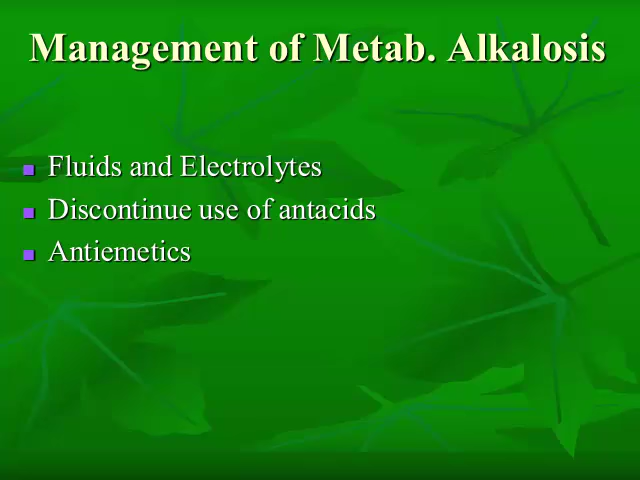 Management of Metab. Alkalosis
Fluids and Electrolytes
Discontinue use of antacids
Antiemetics